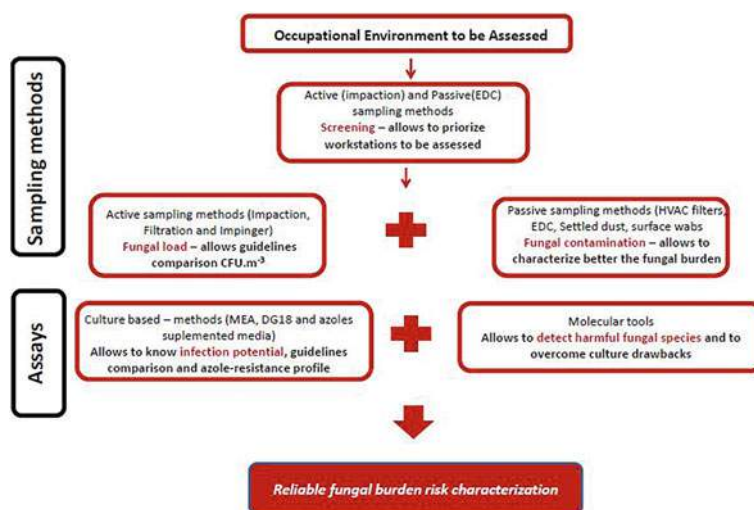 Occupational Environment to be Assessed
Sampling methods
Active (impaction) and Passive(EDC)
sampling methods
Screening – allows to priorize
workstations to be assessed
Active sampling methods (Impaction,
Filtration and Impinger)
Fungal load – allows guidelines
comparison CFU.m-3
Passive sampling methods (HVAC filters,
EDC, Settled dust, surface wabs
Fungal contamination – allows to
characterize better the fungal burden
Assays
Culture based – methods (MEA, DG18 and azoles
suplemented media)
Allows to know infection potential, guidelines
comparison and azole-resistance profile
Molecular tools
Allows to detect harmful fungal species and to
overcome culture drawbacks
Reliable fungal burden risk characterization